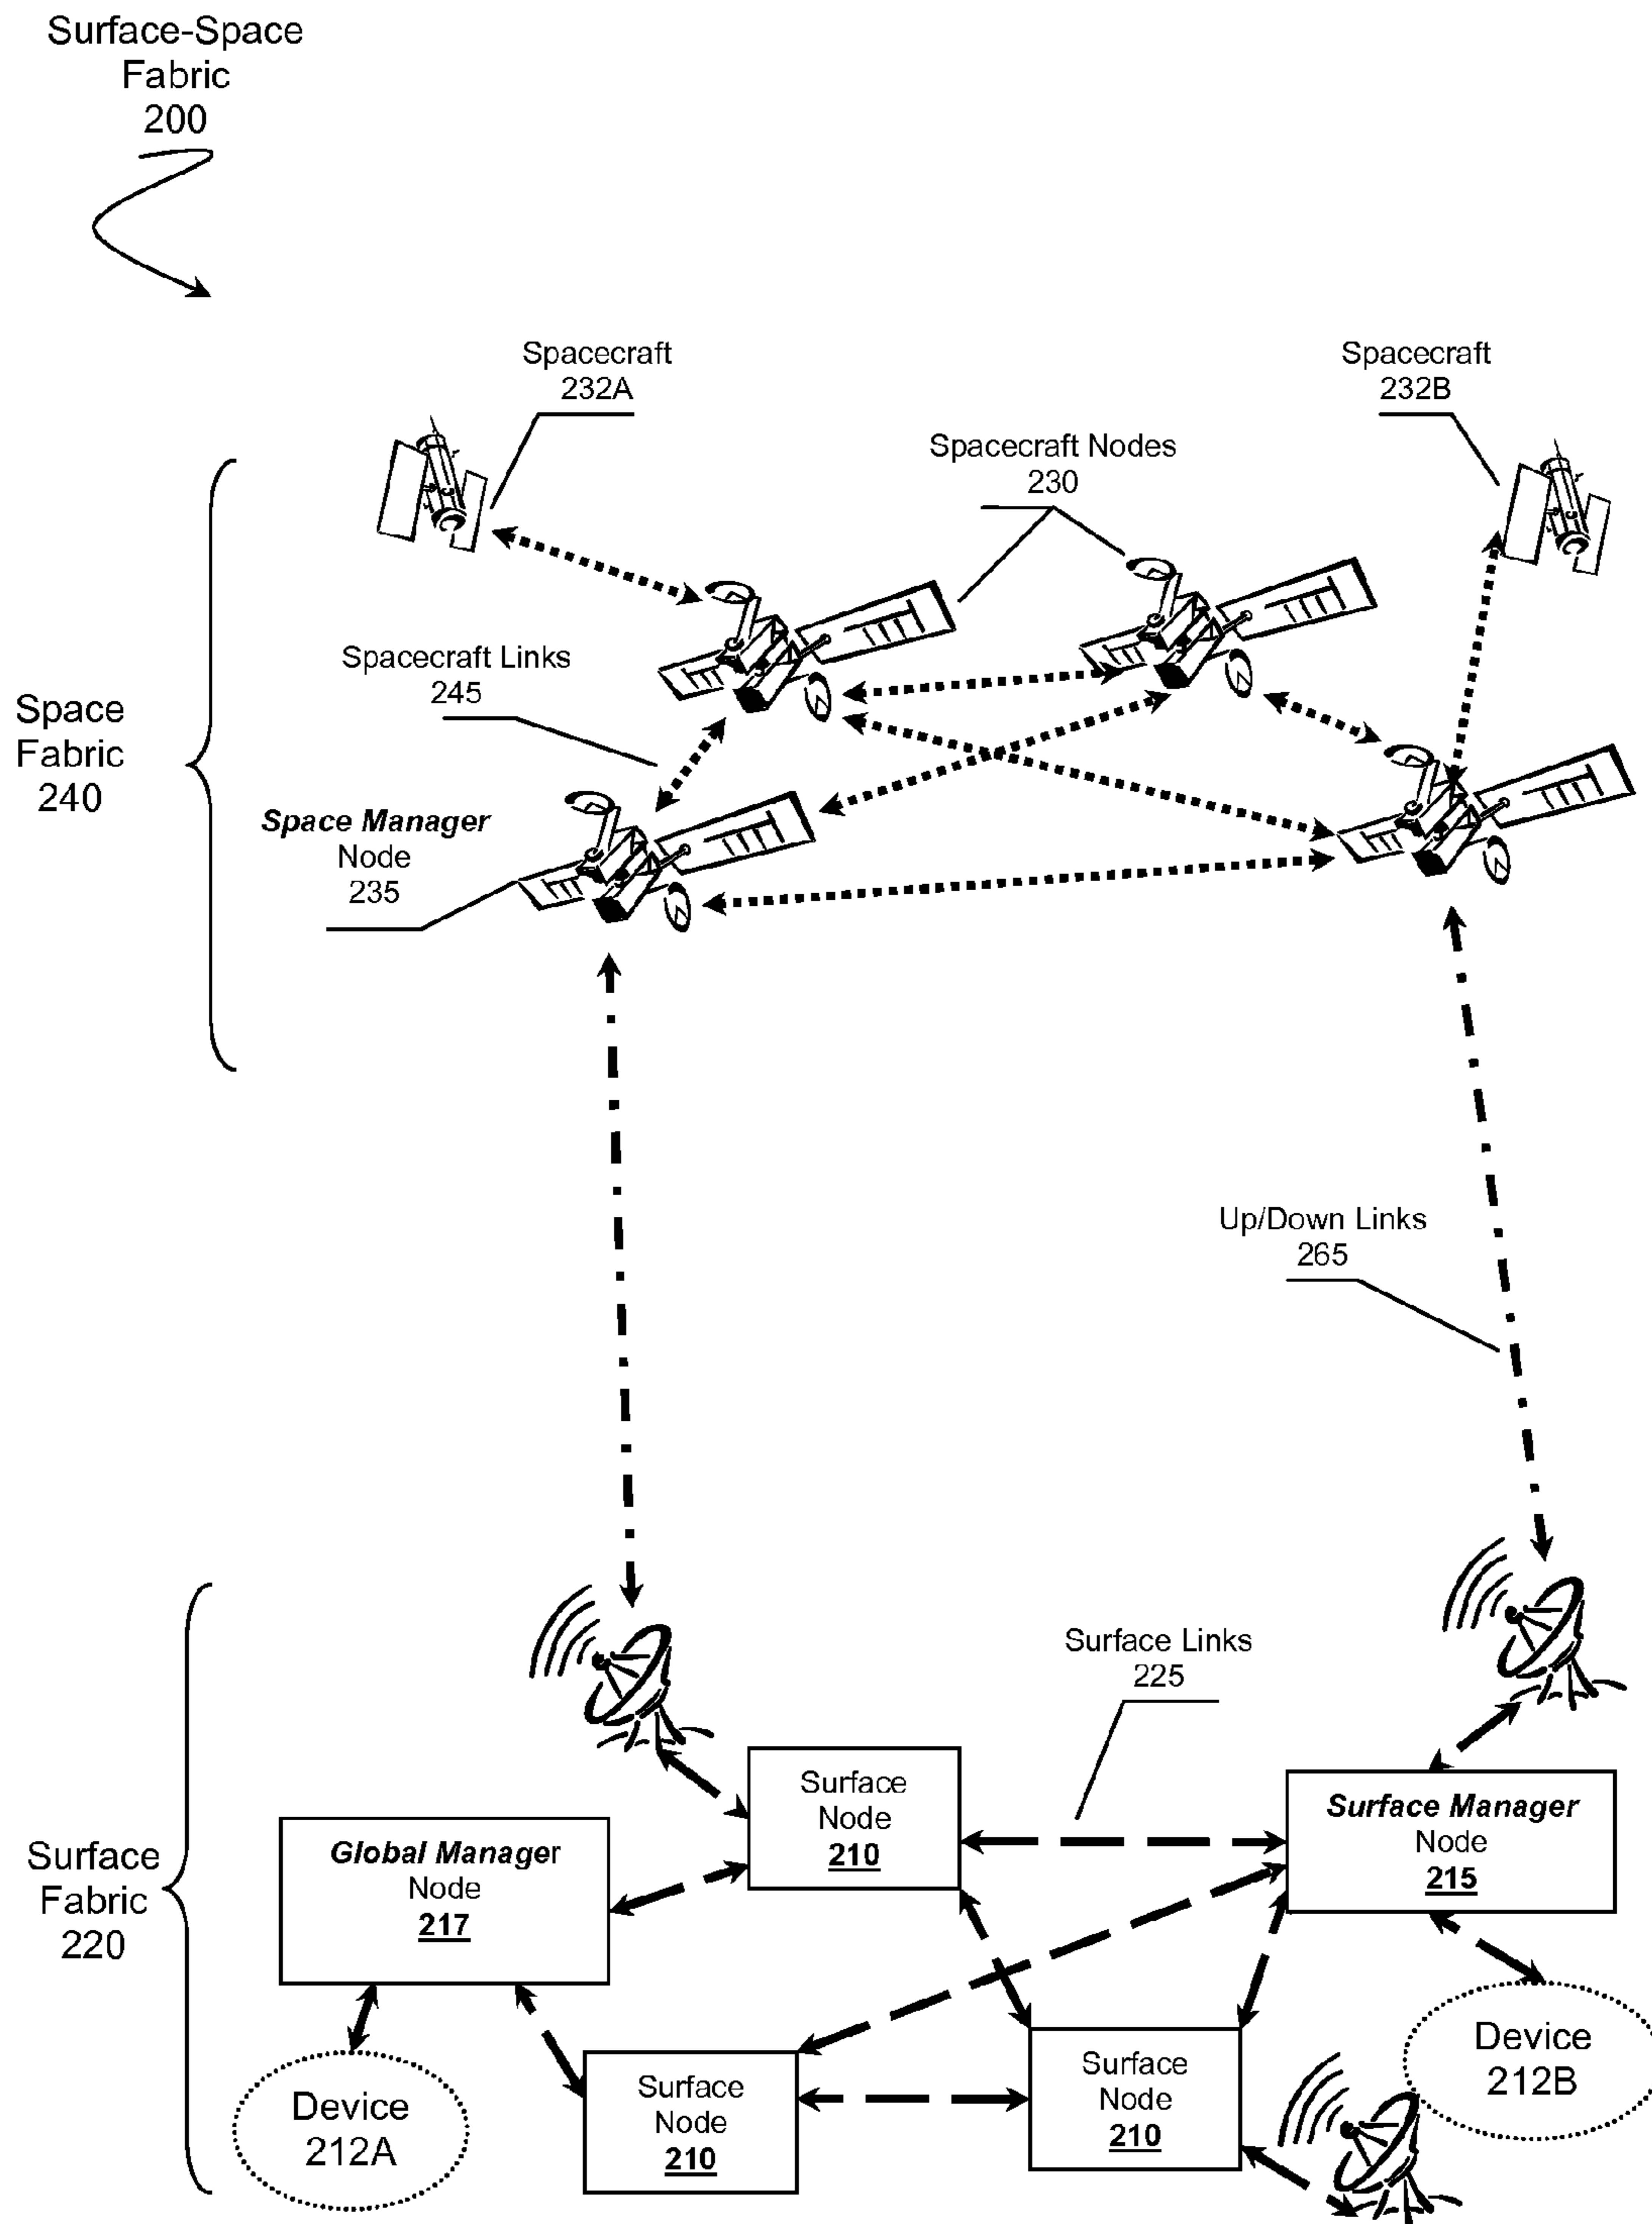 Surface-Space
Fabric
200
Spacecraft
232A
Spacecraft
232B
Spacecraft Nodes
230
Spacecraft Links
245
Space
Fabric
240
Space Manager
Node
235
Up/Down Links
265
Surface Links
225
Surface
Node
210
Surface Manager
Node
215
Global Manager
Node
217
Surface
Fabric
220
Device
212A
Surface
Node
210
Surface
Node
210
Device
212B